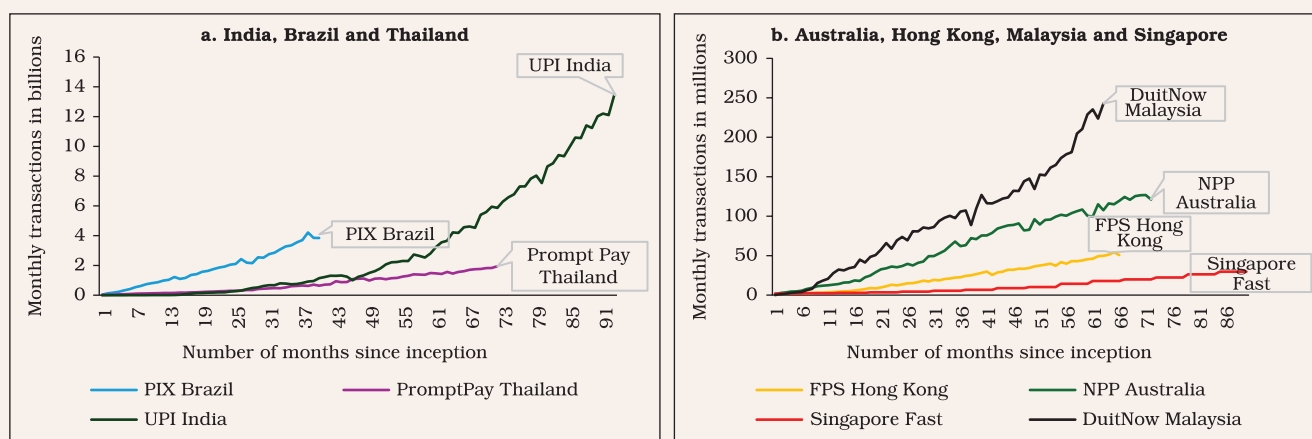 a. India, Brazil and Thailand
Monthly transactions in billions
16
14
12
10
8
6
4
2
0
UPI India
PIX Brazil
Prompt Pay
Thailand
1 7 13 19 25 31 37 43 49 55 61 67 73 79 85 91
Number of months since inception
PIX Brazil PromptPay Thailand
UPI India
b. Australia, Hong Kong, Malaysia and Singapore
Monthly transactions in millions
300
250
200
150
100
50
0
DuitNow
Malaysia
NPP
Australia
FPS Hong
Kong
Singapore
Fast
1 6 11 16 21 26 31 36 41 46 51 56 61 66 71 76 81 86
Number of months since inception
FPS Hong Kong NPP Australia
Singapore Fast DuitNow Malaysia